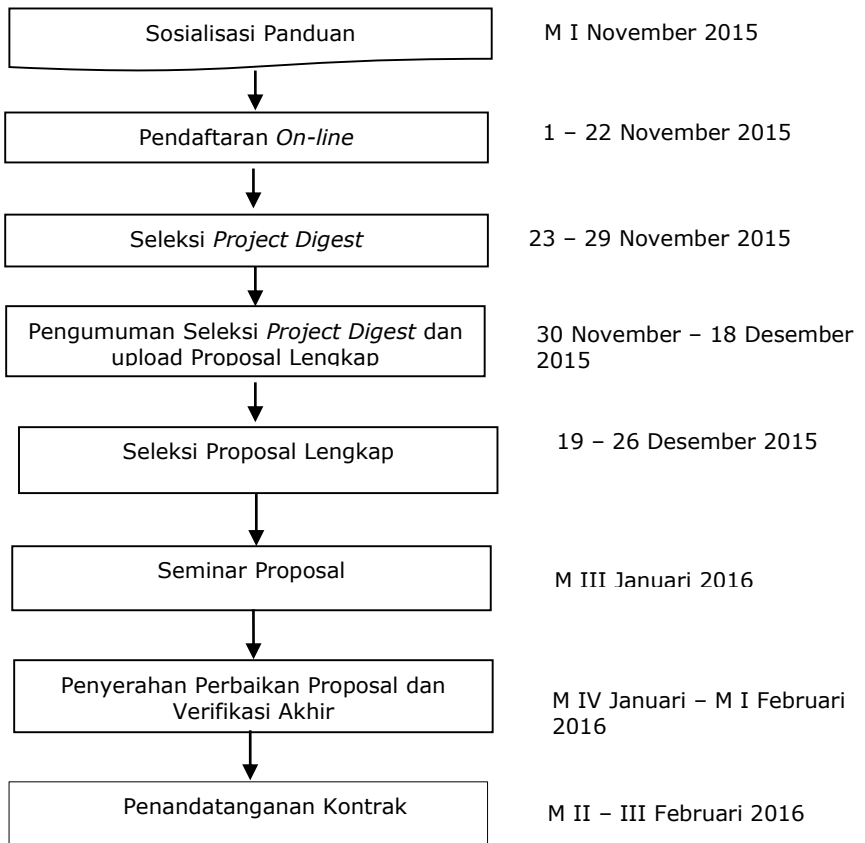 Sosialisasi Panduan
M I November 2015
Pendaftaran On-line
1 – 22 November 2015
Seleksi Project Digest
23 – 29 November 2015
Pengumuman Seleksi Project Digest dan
upload Proposal Lengkap
30 November – 18 Desember
2015
Seleksi Proposal Lengkap
19 – 26 Desember 2015
Seminar Proposal
M III Januari 2016
Penyerahan Perbaikan Proposal dan
Verifikasi Akhir
M IV Januari – M I Februari
2016
Penandatanganan Kontrak
M II – III Februari 2016